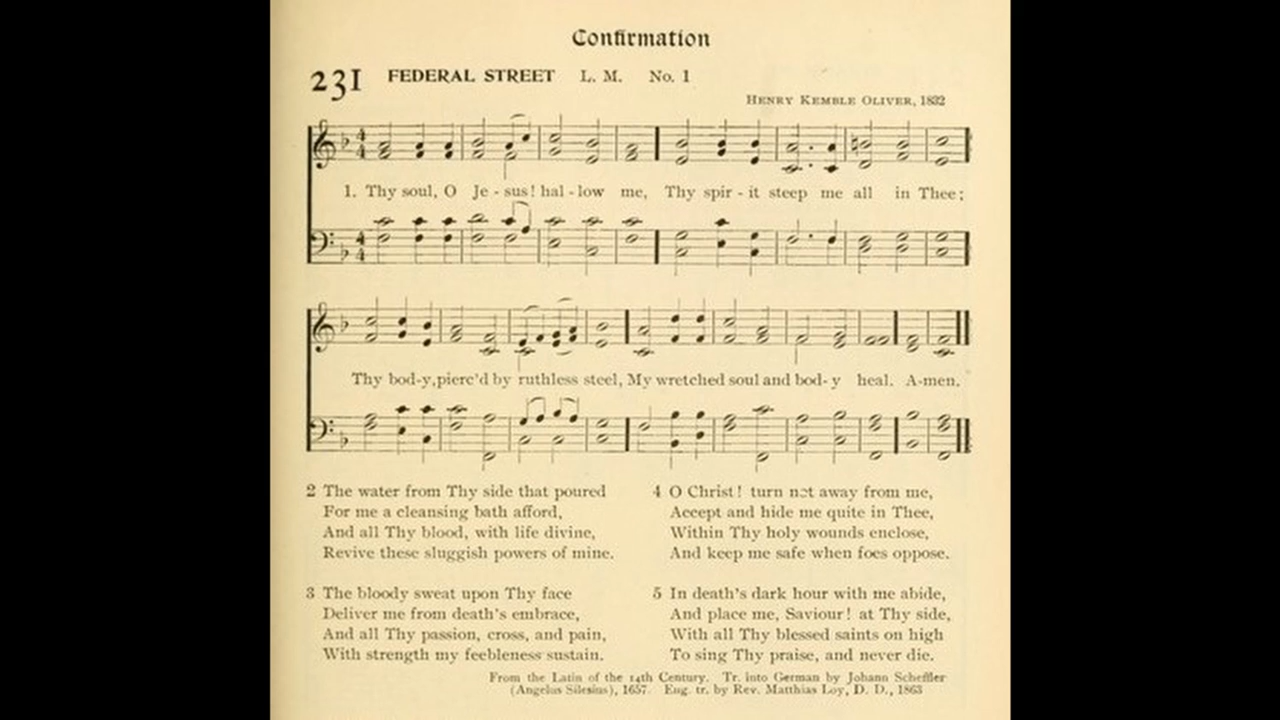 Confirmation
231 FEDERAL STREET L. M. No. 1
HENRY KEMBLE OLIVER, 1832
1. Thy soul, O Je - sus! hal - low me, Thy spir - it steep me all in Thee;
Thy bod-y, pierc'd by ruthless steel, My wretched soul and bod- y heal. A-men.
2 The water from Thy side that poured
For me a cleansing bath afford,
And all Thy blood, with life divine,
Revive these sluggish powers of mine.
3 The bloody sweat upon Thy face
Deliver me from death's embrace,
And all Thy passion, cross, and pain,
With strength my feebleness sustain.
4 O Christ! turn not away from me,
Accept and hide me quite in Thee,
Within Thy holy wounds enclose,
And keep me safe when foes oppose.
5 In death's dark hour with me abide,
And place me, Saviour! at Thy side,
With all Thy blessed saints on high
To sing Thy praise, and never die.
From the Latin of the 14th Century. Tr. into German by Johann Scheffler
(Angelus Silesius), 1657. Eng. tr. by Rev. Matthias Loy, D. D., 1863